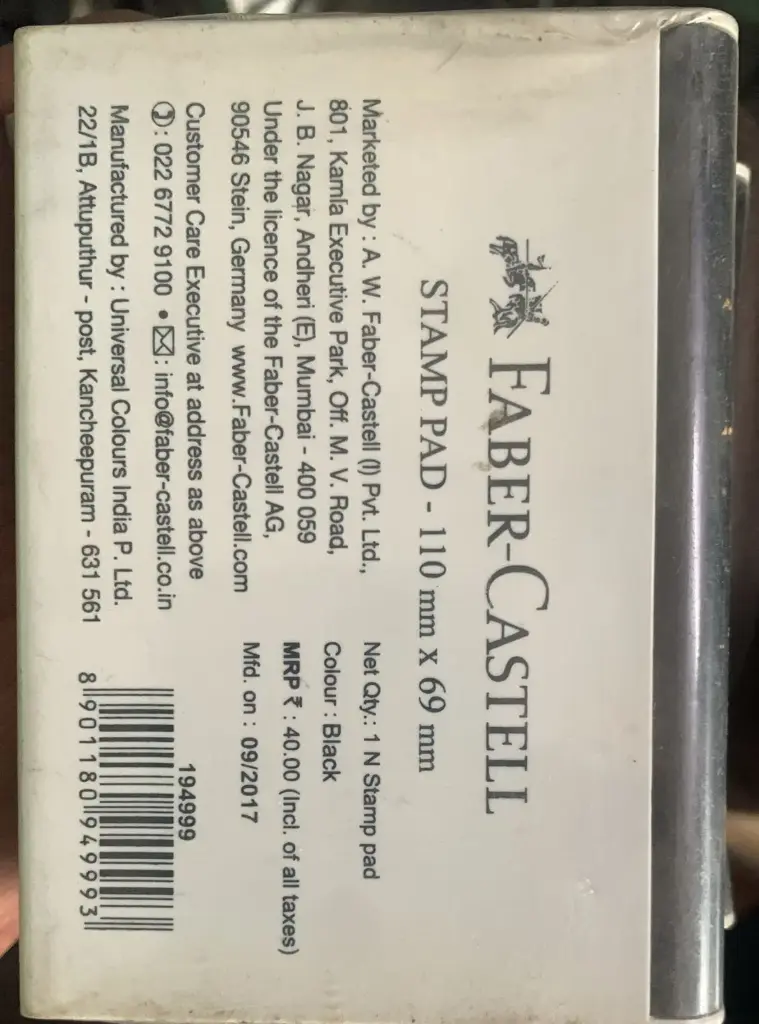 FABER-CASTELL
STAMP PAD - 110 mm x 69 mm
Marketed by : A. W. Faber-Castell (I) Pvt. Ltd.,
801, Kamla Executive Park, Off. M. V. Road,
J. B. Nagar, Andheri (E), Mumbai - 400 059
Under the licence of the Faber-Castell AG,
90546 Stein, Germany www.Faber-Castell.com
Customer Care Executive at address as above
✆: 022 6772 9100 • ✉: info@faber-castell.co.in
Manufactured by : Universal Colours India P. Ltd.
22/1B, Attuputhur - post, Kancheepuram - 631 561
Net Qty.: 1 N Stamp pad
Colour : Black
MRP ₹ : 40.00 (Incl. of all taxes)
Mfd. on : 09/2017
194999
8 901180 949993